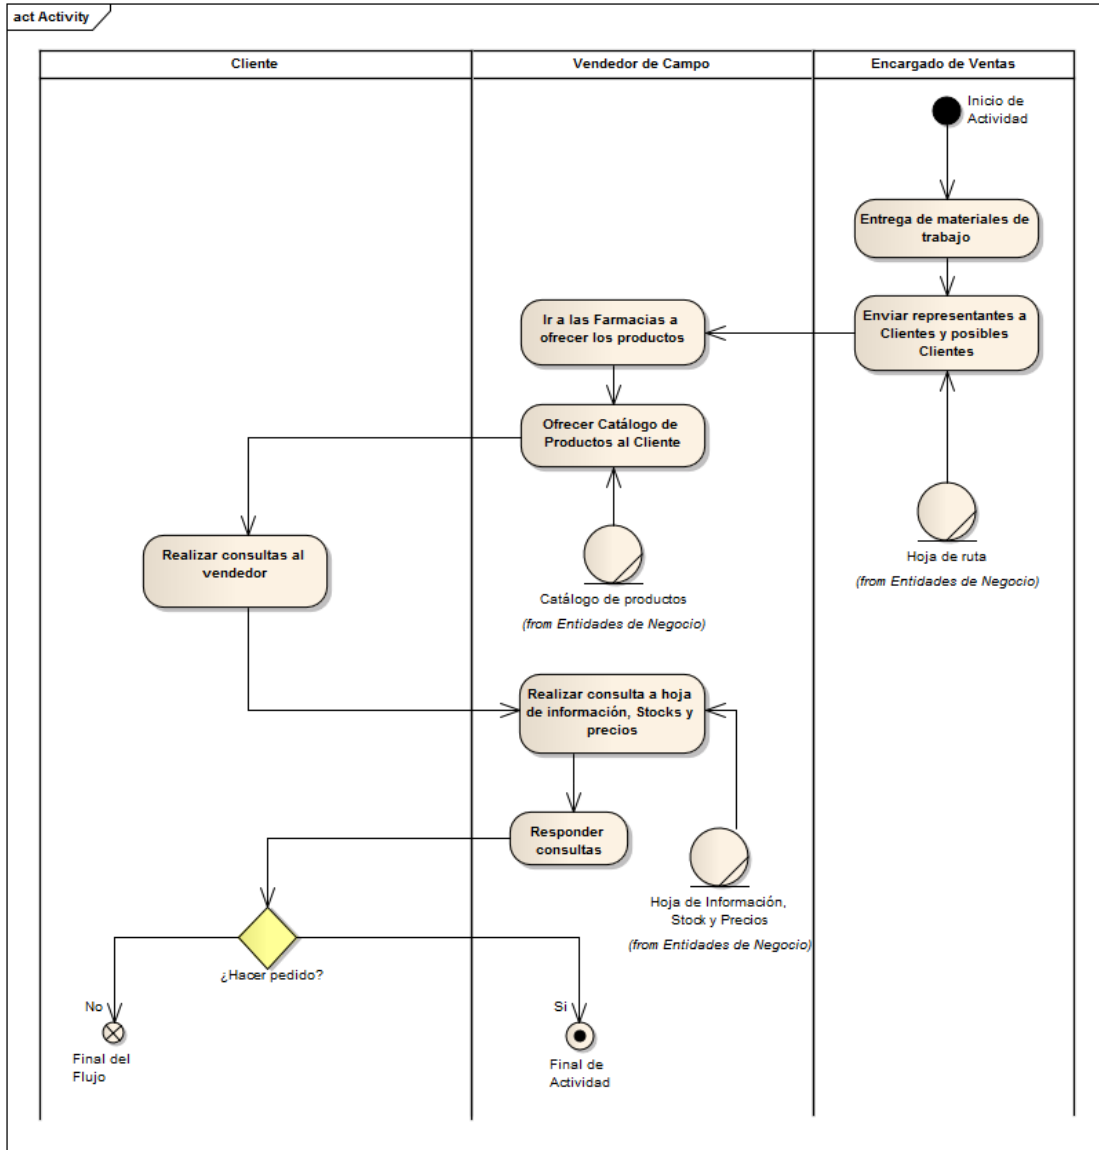 act Activity
Cliente
Vendedor de Campo
Encargado de Ventas
Inicio de
Actividad
Entrega de materiales de
trabajo
Enviar representantes a
Clientes y posibles
Clientes
Ir a las Farmacias a
ofrecer los productos
Ofrecer Catálogo de
Productos al Cliente
Hoja de ruta
(from Entidades de Negocio)
Catálogo de productos
(from Entidades de Negocio)
Realizar consultas al
vendedor
Realizar consulta a hoja
de información, Stocks y
precios
Responder
consultas
Hoja de Información,
Stock y Precios
(from Entidades de Negocio)
¿Hacer pedido?
No
Si
Final del
Flujo
Final de
Actividad